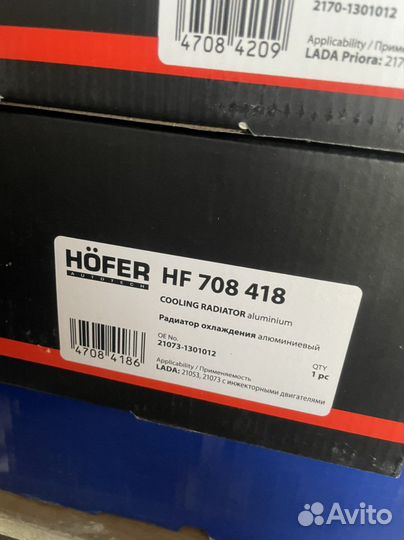 2170-1301012
4708 4209
Applicability / Приме
LADA Priora: 217
HÖFER
AUTOTECH
HF 708 418
COOLING RADIATOR aluminium
Радиатор охлаждения алюминиевый
OE No.
21073-1301012
4708 4186
QTY
1 pc
Applicability / Применяемость
LADA: 21053, 21073 с инжекторными двигателями
Avito